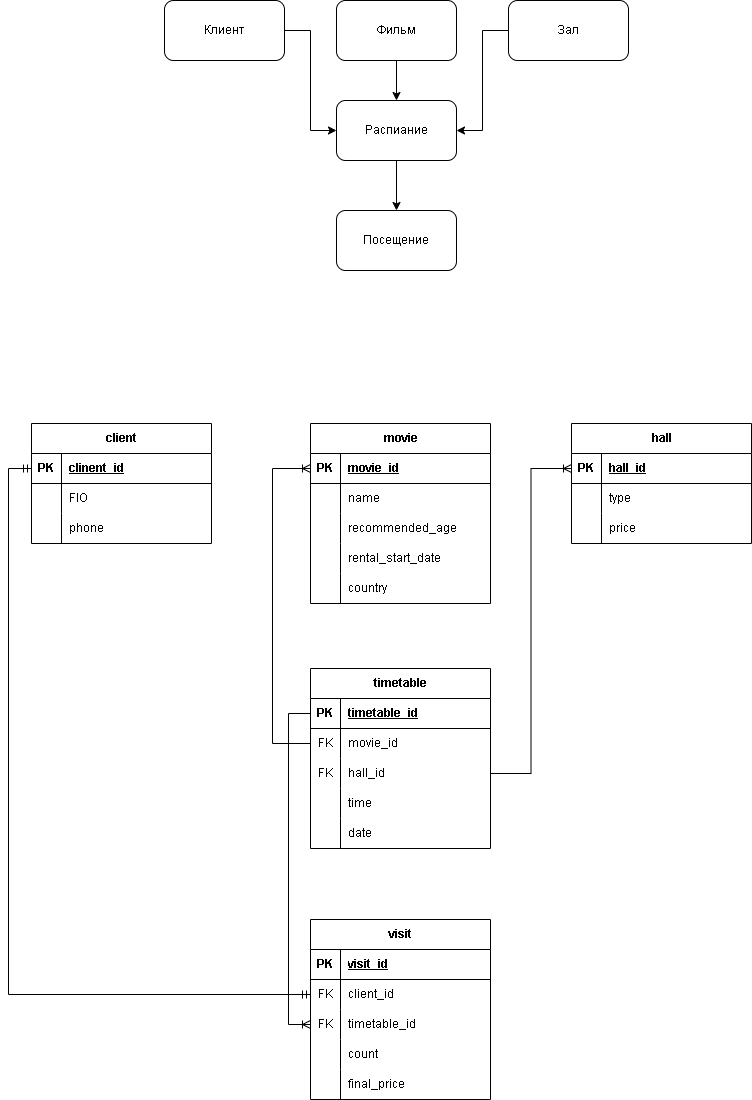 Клиент
Фильм
Зал
Распиание
Посещение
client
PK clinent_id
FIO
phone
movie
PK movie_id
name
recommended_age
rental_start_date
country
hall
PK hall_id
type
price
timetable
PK timetable_id
FK movie_id
FK hall_id
time
date
visit
PK visit_id
FK client_id
FK timetable_id
count
final_price